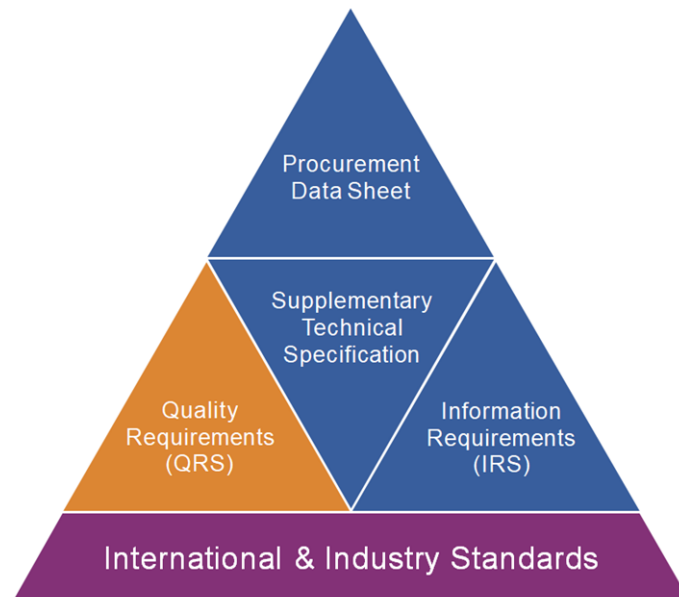 Procurement
Data Sheet
Supplementary
Technical
Specification
Quality
Requirements
(QRS)
Information
Requirements
(IRS)
International & Industry Standards